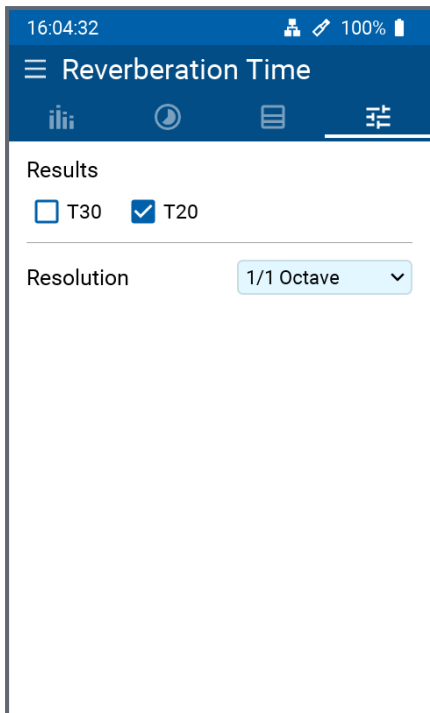 16:04:32 100%
Reverberation Time
Results
T30 T20
Resolution 1/1 Octave